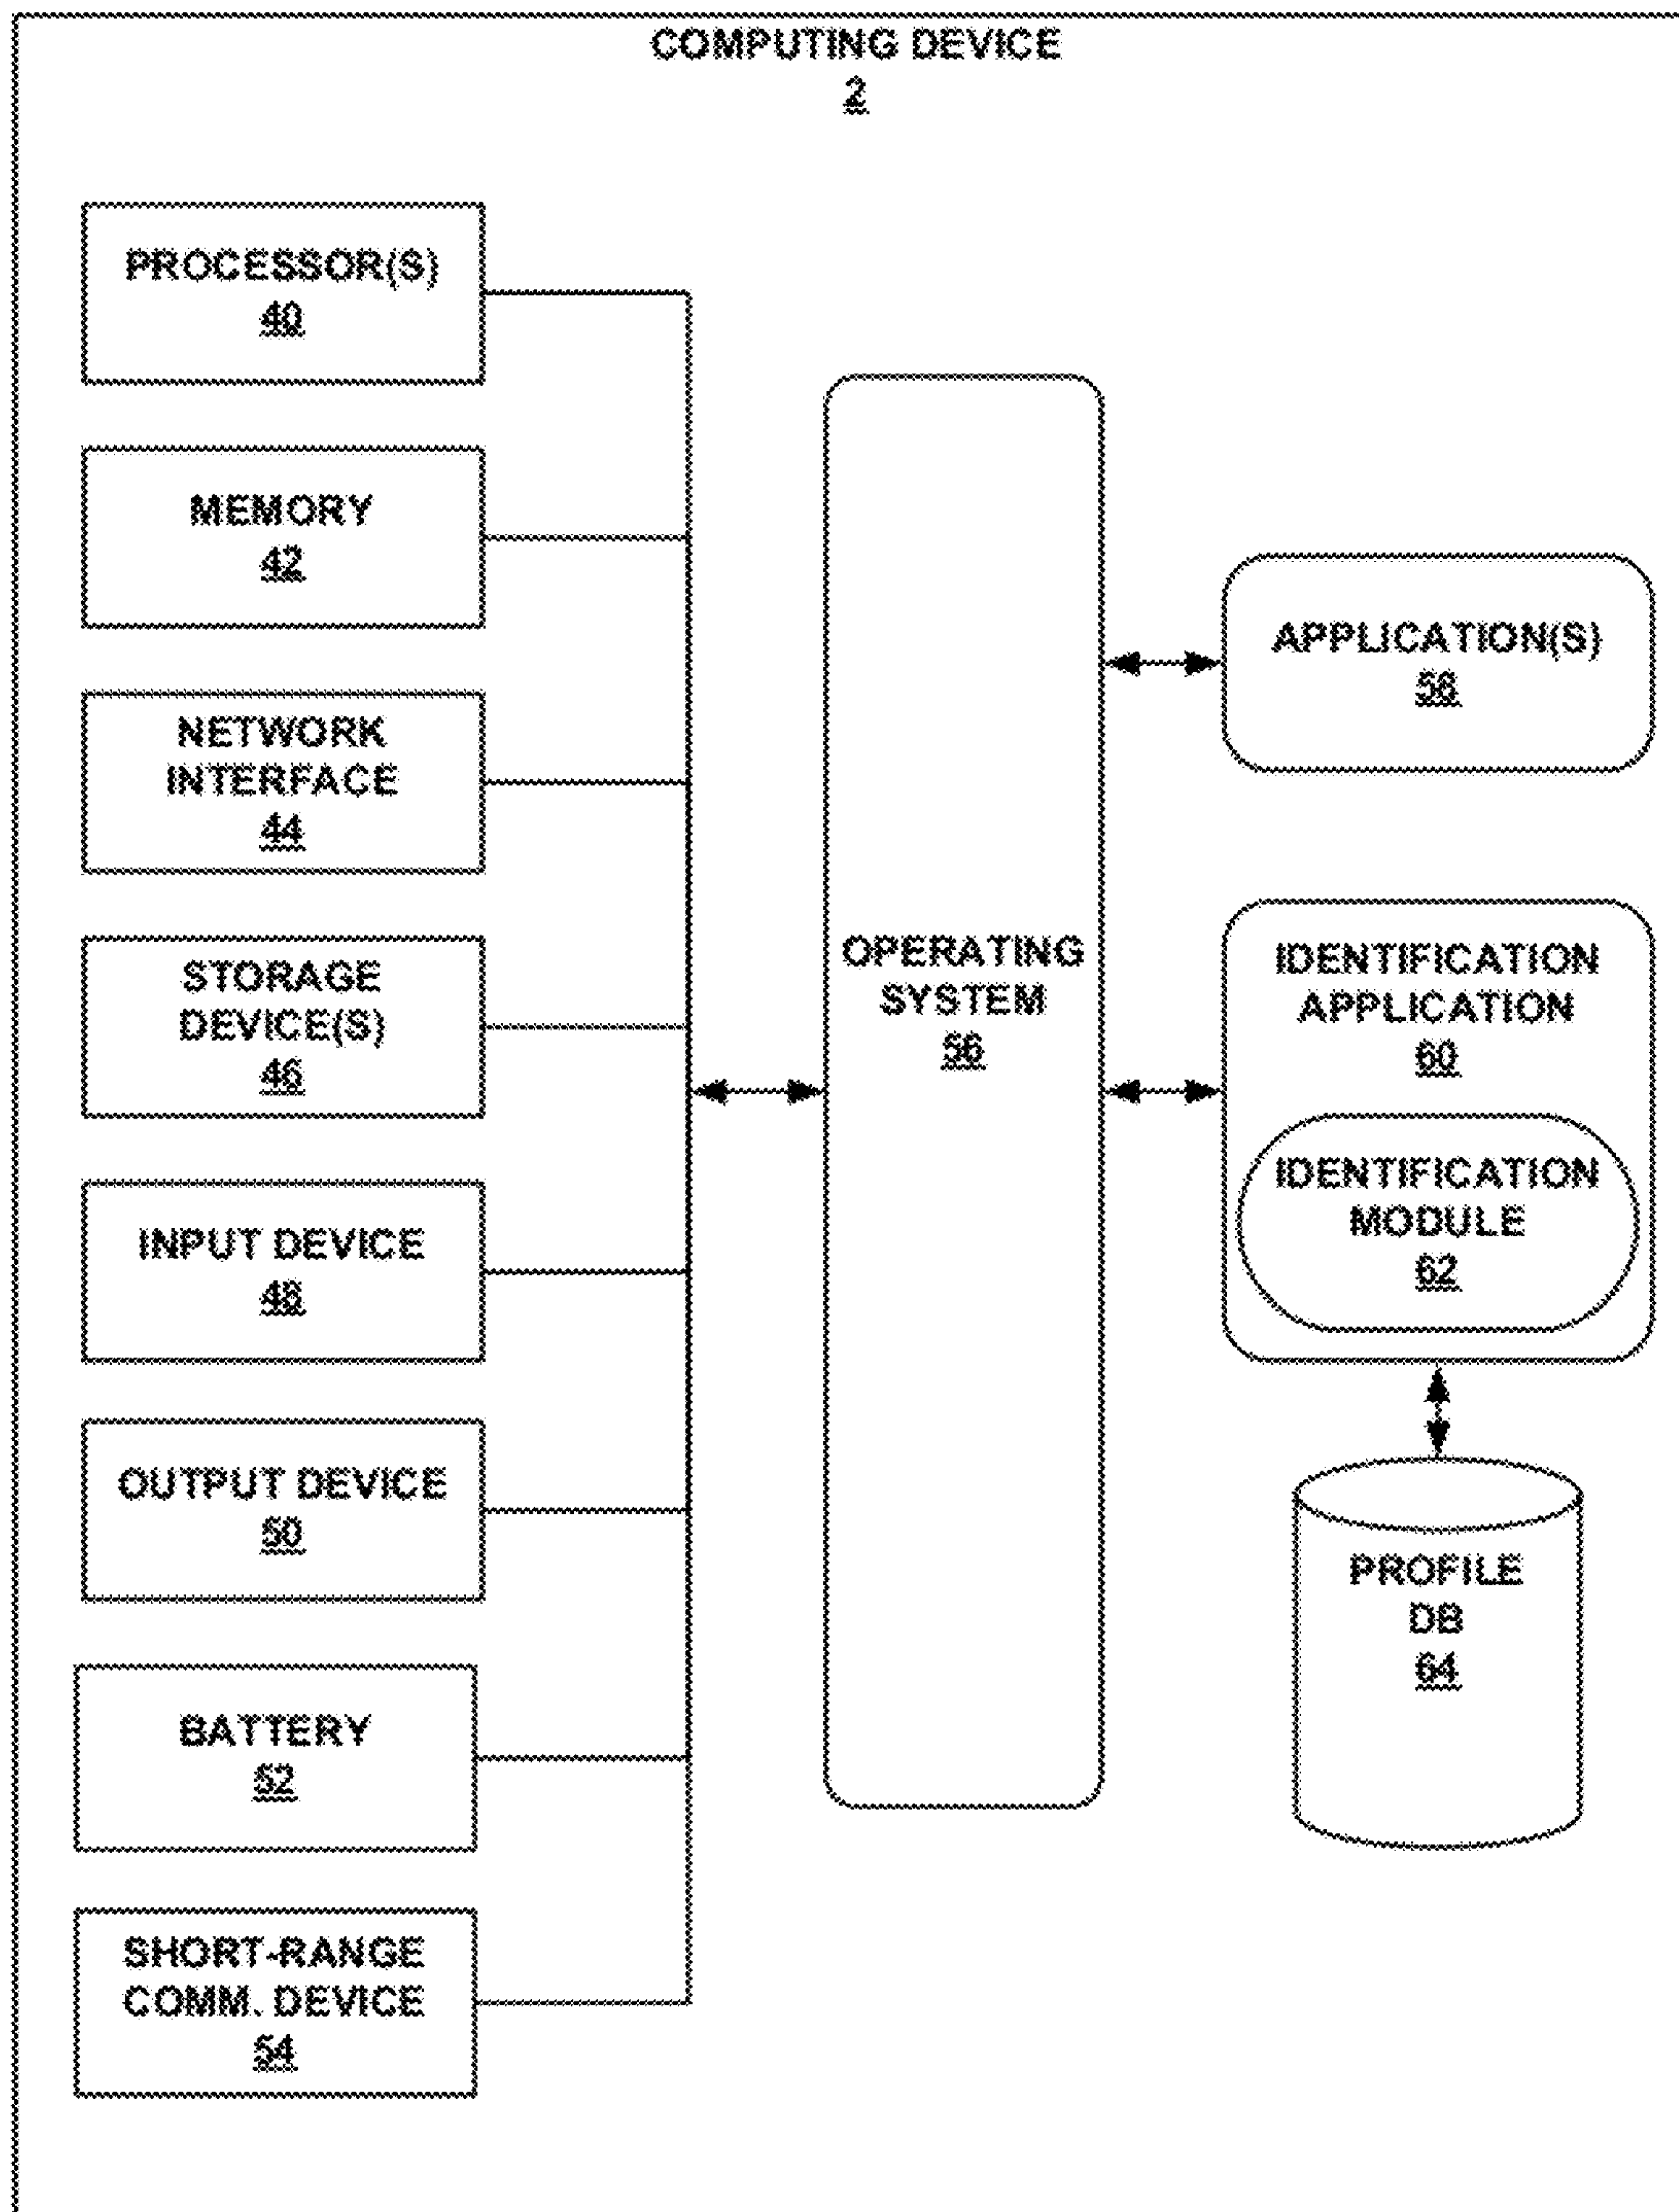 COMPUTING DEVICE
2
PROCESSOR(S)
40
MEMORY
42
NETWORK
INTERFACE
44
STORAGE
DEVICE(S)
46
INPUT DEVICE
48
OUTPUT DEVICE
50
BATTERY
52
SHORT-RANGE
COMM. DEVICE
54
OPERATING
SYSTEM
56
APPLICATION(S)
58
IDENTIFICATION
APPLICATION
60
IDENTIFICATION
MODULE
62
PROFILE
DB
64